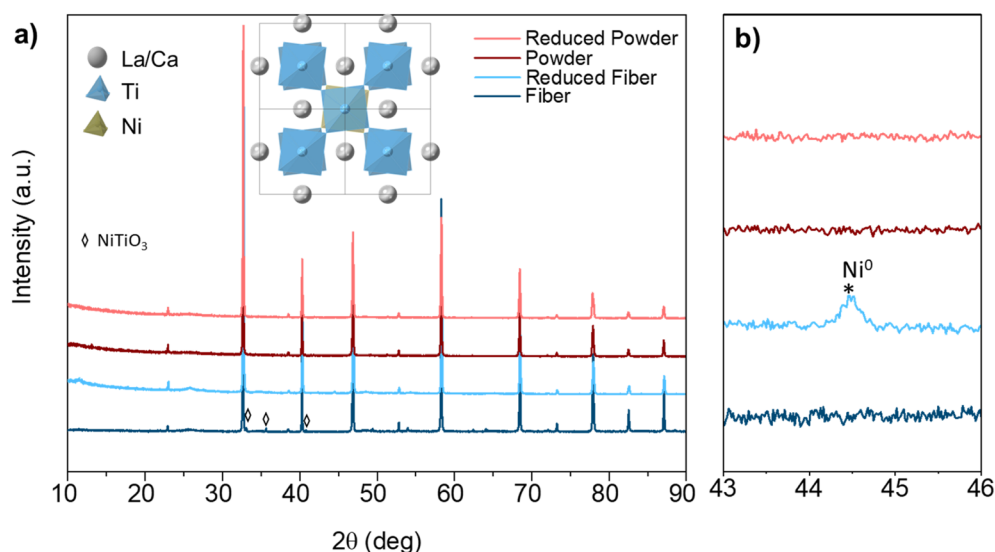 a)
La/Ca
Ti
Ni
Reduced Powder
Powder
Reduced Fiber
Fiber
NiTiO₃
Intensity (a.u.)
10 20 30 40 50 60 70 80 90
2θ (deg)
b)
Ni⁰
*
43 44 45 46